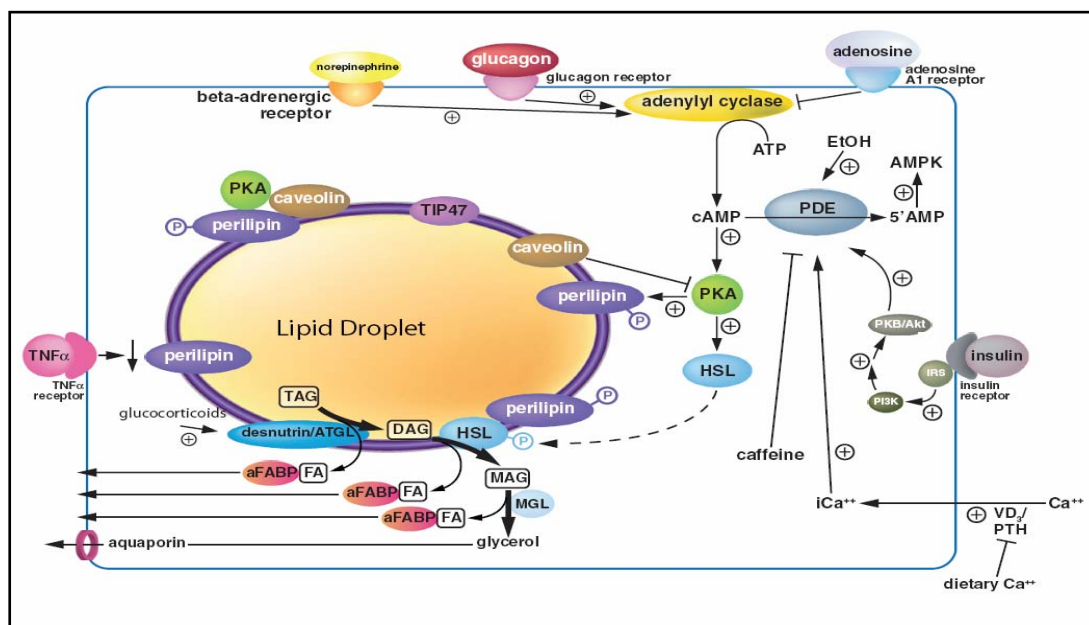 norepinephrine
beta-adrenergic
receptor
glucagon
glucagon receptor
adenosine
adenosine
A1 receptor
adenylyl cyclase
⊕
⊕
ATP
EtOH
⊕
AMPK
⊕
cAMP
PDE
5'AMP
PKA
caveolin
perilipin
P
TIP47
caveolin
⊕
PKA
⊕
perilipin
P
⊕
HSL
⊕
PKB/Akt
⊕
IRS
insulin
insulin
receptor
PI3K
⊕
Lipid Droplet
TNFα
TNFα
receptor
perilipin
glucocorticoids
⊕
TAG
desnutrin/ATGL
DAG
HSL
P
perilipin
P
aFABP FA
aFABP FA
aFABP FA
MAG
MGL
aquaporin
glycerol
caffeine
⊕
iCa⁺⁺
⊕
Ca⁺⁺
VD₃/
PTH
dietary Ca⁺⁺